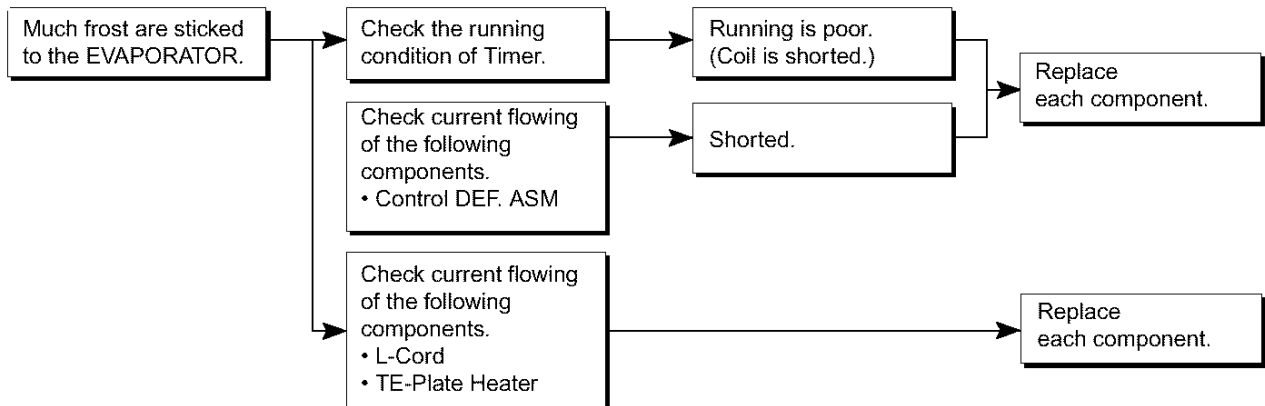 Much frost are sticked
to the EVAPORATOR.
Check the running
condition of Timer.
Running is poor.
(Coil is shorted.)
Replace
each component.
Check current flowing
of the following
components.
• Control DEF. ASM
Shorted.
Check current flowing
of the following
components.
• L-Cord
• TE-Plate Heater
Replace
each component.